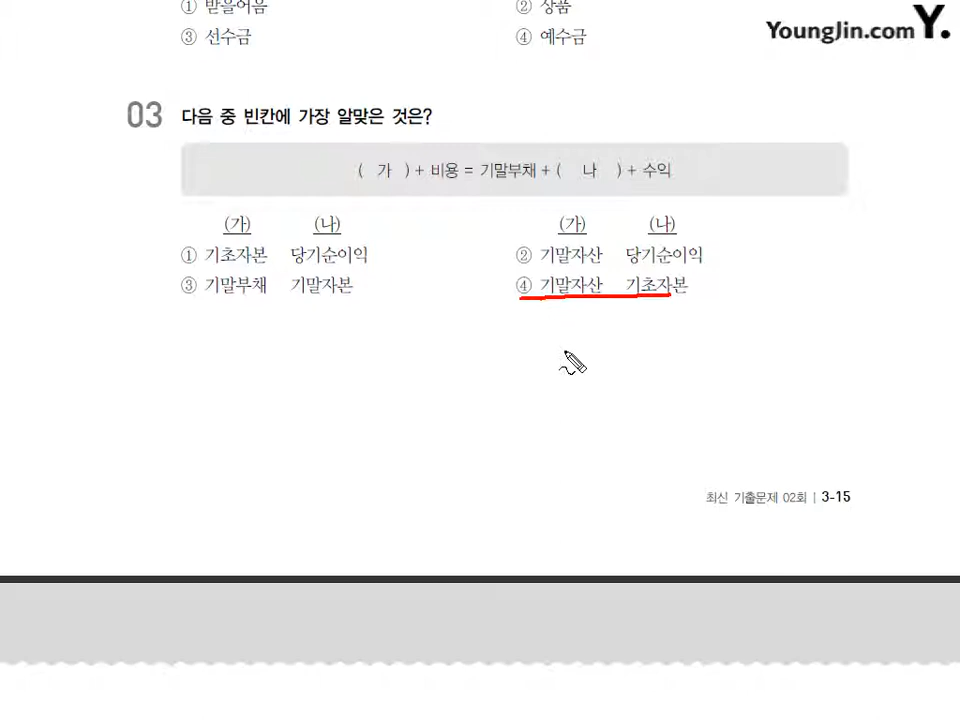 ① 받을어음 ② 상품
③ 선수금 ④ 예수금
YoungJin.com Y.
03 다음 중 빈칸에 가장 알맞은 것은?
( 가 ) + 비용 = 기말부채 + ( 나 ) + 수익
(가) (나) (가) (나)
① 기초자본 당기순이익 ② 기말자산 당기순이익
③ 기말부채 기말자본 ④ 기말자산 기초자본
최신 기출문제 02회 | 3-15